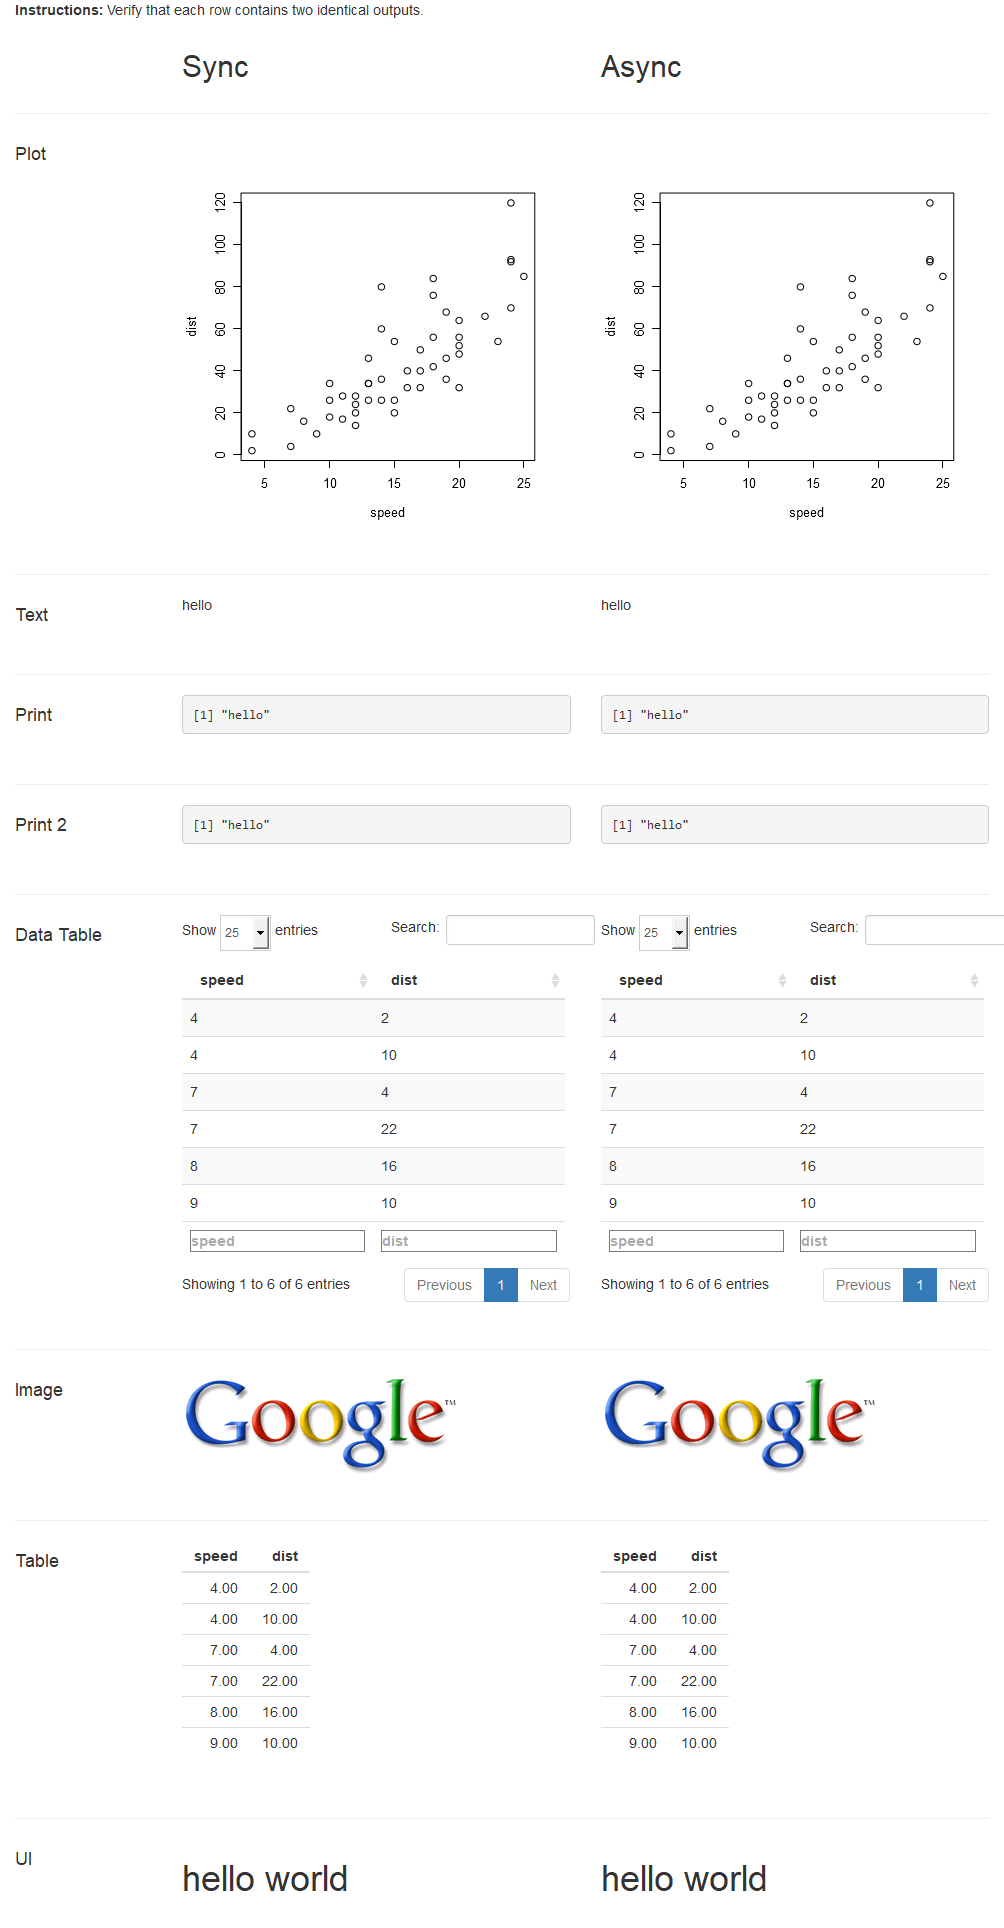 Instructions: Verify that each row contains two identical outputs.
Sync Async
Plot
120 120
100 100
80 80
60 60
40 40
20 20
0 0
dist dist
5 10 15 20 25 5 10 15 20 25
speed speed
Text hello hello
Print [1] "hello" [1] "hello"
Print 2 [1] "hello" [1] "hello"
Data Table Show 25 entries Search: Show 25 entries Search:
speed dist speed dist
4 2 4 2
4 10 4 10
7 4 7 4
7 22 7 22
8 16 8 16
9 10 9 10
speed dist speed dist
Showing 1 to 6 of 6 entries Previous 1 Next Showing 1 to 6 of 6 entries Previous 1 Next
Image Google™ Google™
Table speed dist speed dist
4.00 2.00 4.00 2.00
4.00 10.00 4.00 10.00
7.00 4.00 7.00 4.00
7.00 22.00 7.00 22.00
8.00 16.00 8.00 16.00
9.00 10.00 9.00 10.00
UI hello world hello world